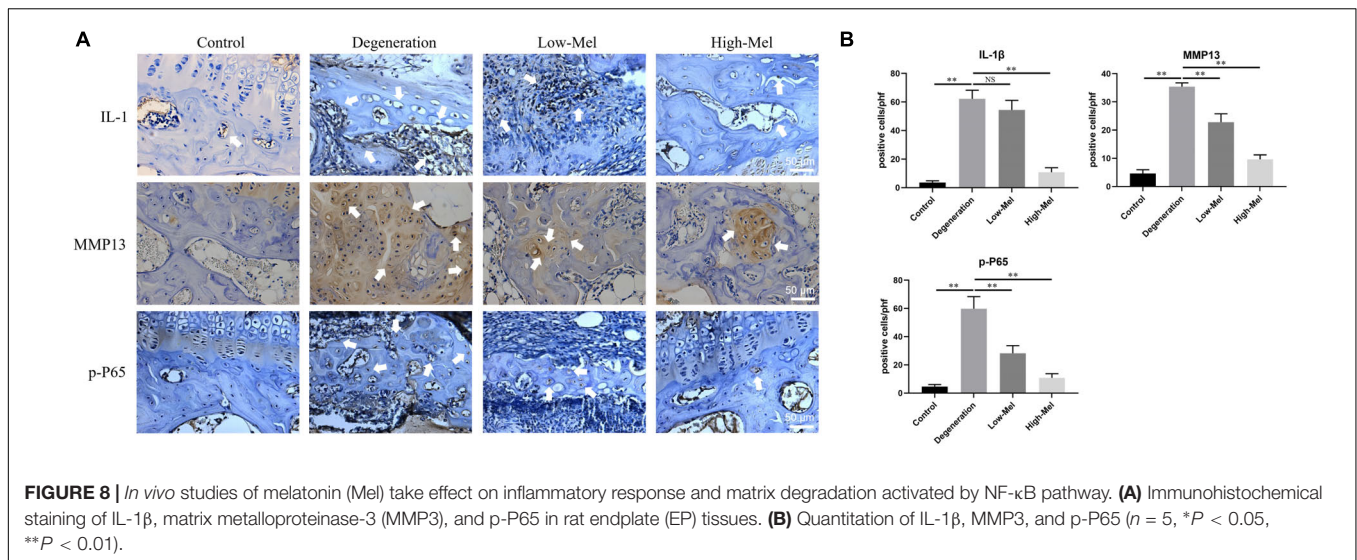 A
Control Degeneration Low-Mel High-Mel
IL-1
50 μm
MMP13
50 μm
p-P65
50 μm
B
IL-1β
positive cells/phf
80
60
40
20
0
** NS **
Control Degeneration Low-Mel High-Mel
MMP13
positive cells/phf
40
30
20
10
0
** ** **
Control Degeneration Low-Mel High-Mel
p-P65
positive cells/phf
80
60
40
20
0
** ** **
Control Degeneration Low-Mel High-Mel
FIGURE 8 | In vivo studies of melatonin (Mel) take effect on inflammatory response and matrix degradation activated by NF-κB pathway. (A) Immunohistochemical
staining of IL-1β, matrix metalloproteinase-3 (MMP3), and p-P65 in rat endplate (EP) tissues. (B) Quantitation of IL-1β, MMP3, and p-P65 (n = 5, *P < 0.05,
**P < 0.01).